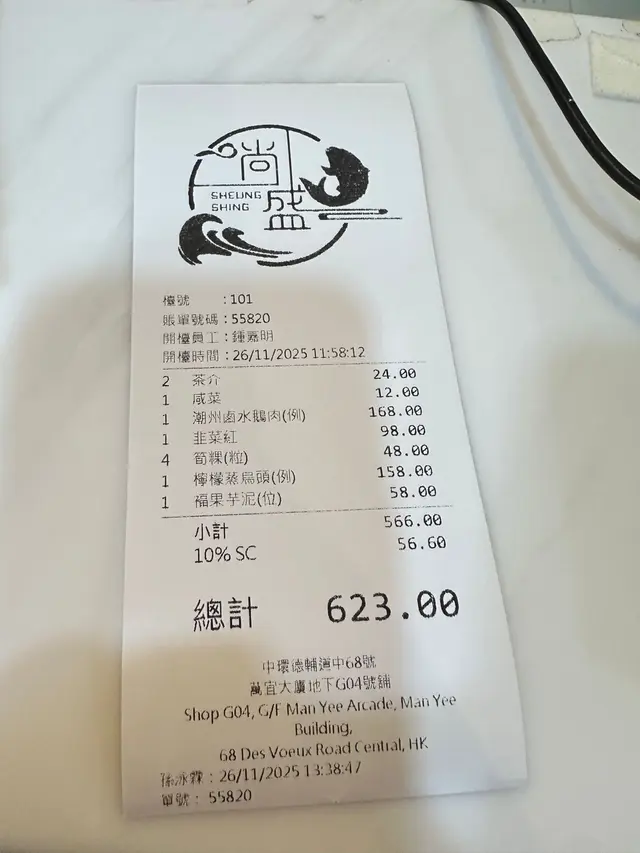 尚盛
SHEUNG
SHING
檯號 :101
賬單號碼:55820
開檯員工:鍾嘉明
開檯時間:26/11/2025 11:58:12
2 茶介 24.00
1 咸菜 12.00
1 潮州鹵水鵝肉(例) 168.00
1 韭菜紅 98.00
4 筍粿(粒) 48.00
1 檸檬蒸烏頭(例) 158.00
1 福果芋泥(位) 58.00
小計 566.00
10% SC 56.60
總計 623.00
中環德輔道中68號
萬宜大廈地下G04號舖
Shop G04, G/F Man Yee Arcade, Man Yee
Building,
68 Des Voeux Road Central, HK
孫泳霖:26/11/2025 13:38:47
單號: 55820